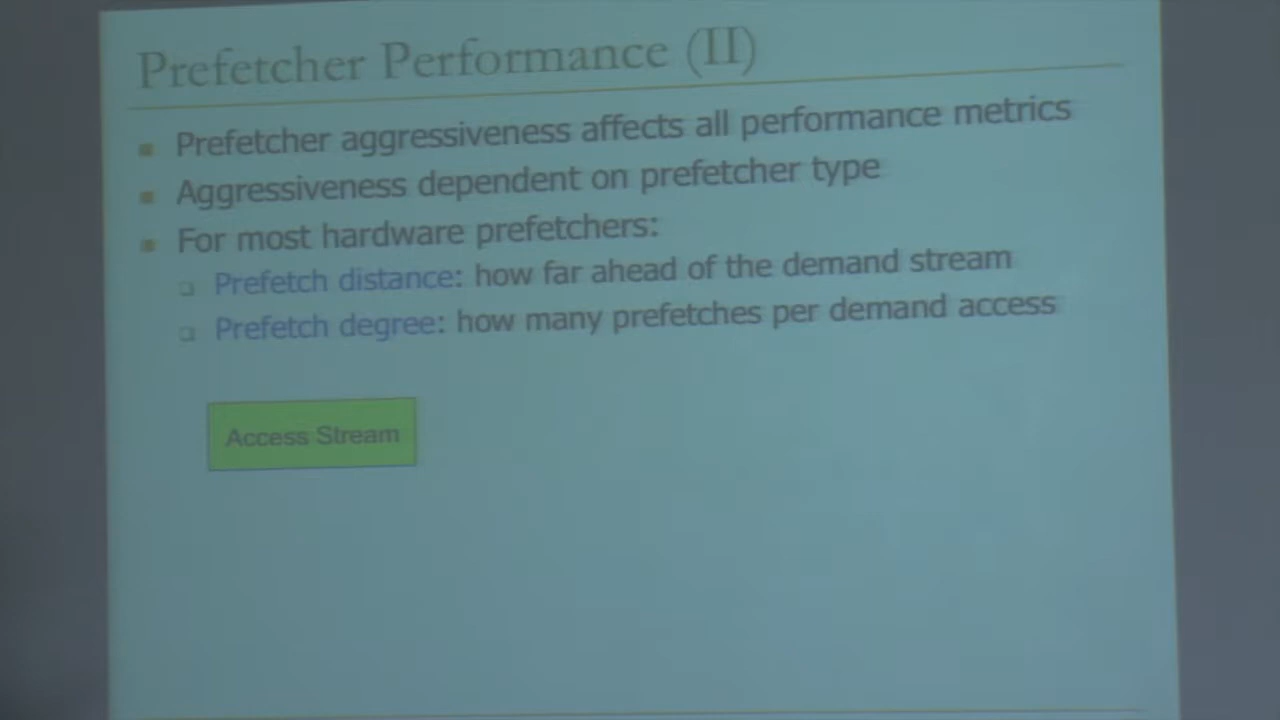 Prefetcher Performance (II)
Prefetcher aggressiveness affects all performance metrics
Aggressiveness dependent on prefetcher type
For most hardware prefetchers:
Prefetch distance: how far ahead of the demand stream
Prefetch degree: how many prefetches per demand access
Access Stream